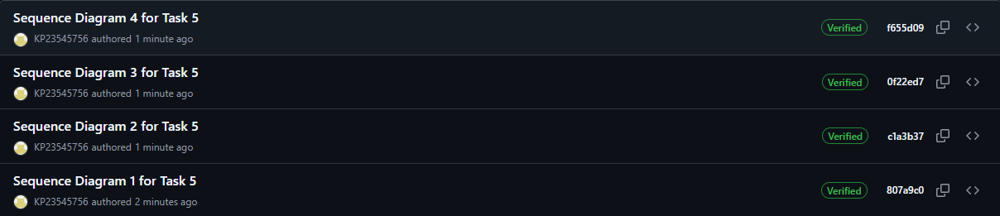 Sequence Diagram 4 for Task 5
KP23545756 authored 1 minute ago
Verified f655d09
Sequence Diagram 3 for Task 5
KP23545756 authored 1 minute ago
Verified 0f22ed7
Sequence Diagram 2 for Task 5
KP23545756 authored 1 minute ago
Verified c1a3b37
Sequence Diagram 1 for Task 5
KP23545756 authored 2 minutes ago
Verified 807a9c0